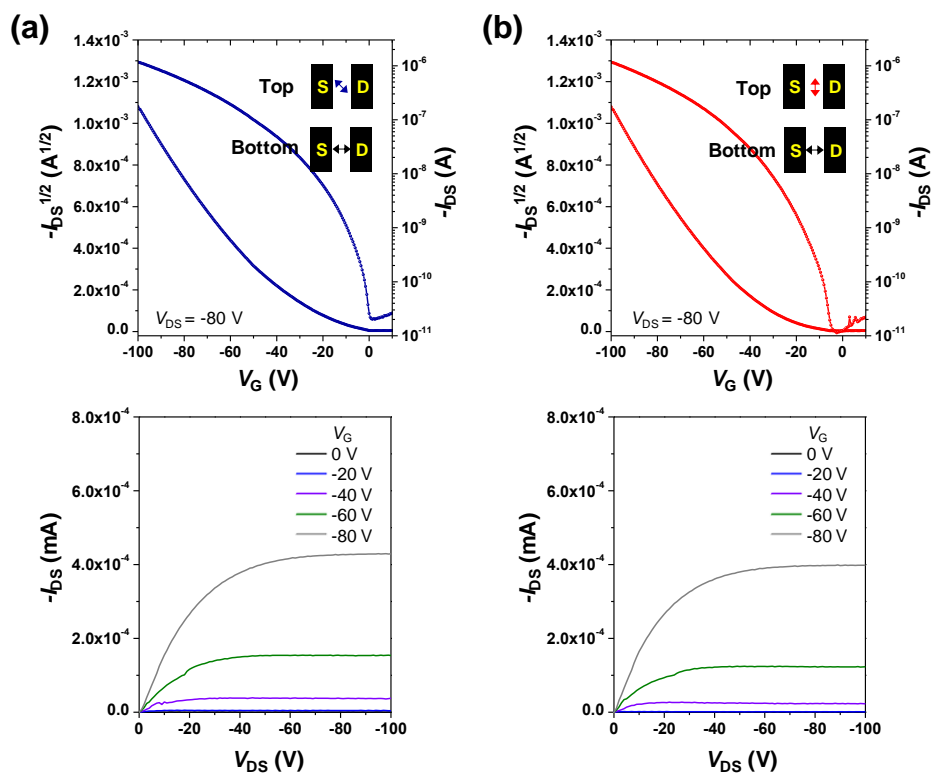 (a)
1.4x10⁻³
1.2x10⁻³
1.0x10⁻³
8.0x10⁻⁴
6.0x10⁻⁴
4.0x10⁻⁴
2.0x10⁻⁴
0.0
-I_DS^1/2 (A^1/2)
Top S D
Bottom S D
V_DS = -80 V
10⁻⁶
10⁻⁷
10⁻⁸
10⁻⁹
10⁻¹⁰
10⁻¹¹
-I_DS (A)
-100 -80 -60 -40 -20 0
V_G (V)
(b)
1.4x10⁻³
1.2x10⁻³
1.0x10⁻³
8.0x10⁻⁴
6.0x10⁻⁴
4.0x10⁻⁴
2.0x10⁻⁴
0.0
-I_DS^1/2 (A^1/2)
Top S D
Bottom S D
V_DS = -80 V
10⁻⁶
10⁻⁷
10⁻⁸
10⁻⁹
10⁻¹⁰
10⁻¹¹
-I_DS (A)
-100 -80 -60 -40 -20 0
V_G (V)
8.0x10⁻⁴
6.0x10⁻⁴
4.0x10⁻⁴
2.0x10⁻⁴
0.0
-I_DS (mA)
V_G
0 V
-20 V
-40 V
-60 V
-80 V
0 -20 -40 -60 -80 -100
V_DS (V)
8.0x10⁻⁴
6.0x10⁻⁴
4.0x10⁻⁴
2.0x10⁻⁴
0.0
-I_DS (mA)
V_G
0 V
-20 V
-40 V
-60 V
-80 V
0 -20 -40 -60 -80 -100
V_DS (V)